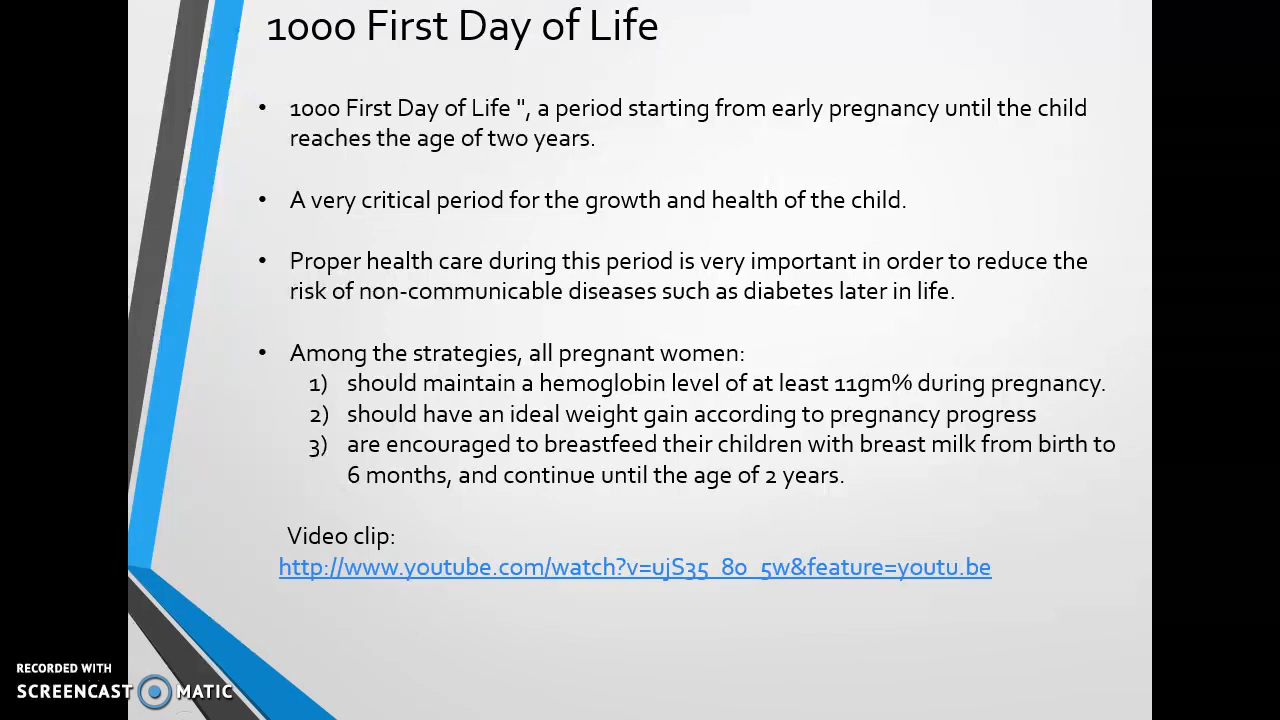 1000 First Day of Life
• 1000 First Day of Life ", a period starting from early pregnancy until the child
reaches the age of two years.
• A very critical period for the growth and health of the child.
• Proper health care during this period is very important in order to reduce the
risk of non-communicable diseases such as diabetes later in life.
• Among the strategies, all pregnant women:
1) should maintain a hemoglobin level of at least 11gm% during pregnancy.
2) should have an ideal weight gain according to pregnancy progress
3) are encouraged to breastfeed their children with breast milk from birth to
6 months, and continue until the age of 2 years.
Video clip:
http://www.youtube.com/watch?v=ujS35_8o_5w&feature=youtu.be
RECORDED WITH
SCREENCAST MATIC